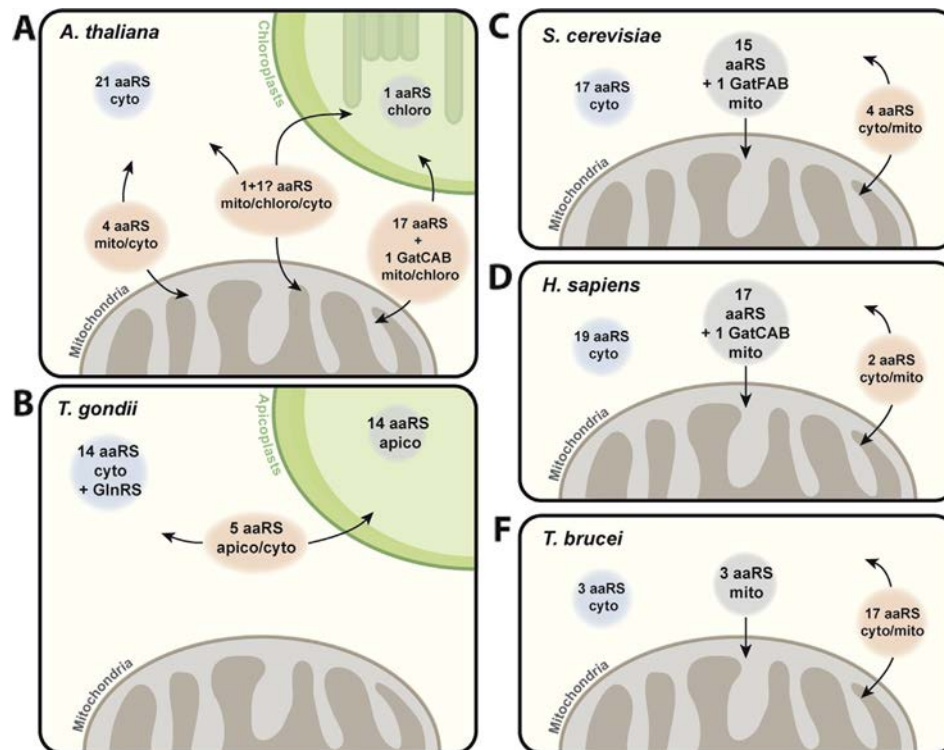 A
A. thaliana
21 aaRS
cyto
Chloroplasts
1 aaRS
chloro
1+1? aaRS
mito/chloro/cyto
4 aaRS
mito/cyto
17 aaRS
+
1 GatCAB
mito/chloro
Mitochondria
B
T. gondii
14 aaRS
cyto
+ GlnRS
Apicoplasts
14 aaRS
apico
5 aaRS
apico/cyto
Mitochondria
C
S. cerevisiae
17 aaRS
cyto
15
aaRS
+ 1 GatFAB
mito
4 aaRS
cyto/mito
Mitochondria
D
H. sapiens
19 aaRS
cyto
17
aaRS
+ 1 GatCAB
mito
2 aaRS
cyto/mito
Mitochondria
F
T. brucei
3 aaRS
cyto
3 aaRS
mito
17 aaRS
cyto/mito
Mitochondria